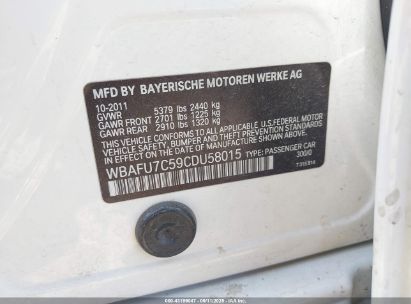 MFD BY BAYERISCHE MOTOREN WERKE AG
10-2011
GVWR 5379 lbs 2440 kg
GAWR FRONT 2701 lbs 1225 kg
GAWR REAR 2910 lbs 1320 kg
THIS VEHICLE CONFORMS TO ALL APPLICABLE U.S. FEDERAL MOTOR
VEHICLE SAFETY, BUMPER AND THEFT PREVENTION STANDARDS IN
EFFECT ON THE DATE OF MANUFACTURE SHOWN ABOVE.
WBAFU7C59CDU58015 TYPE: PASSENGER CAR
300/0